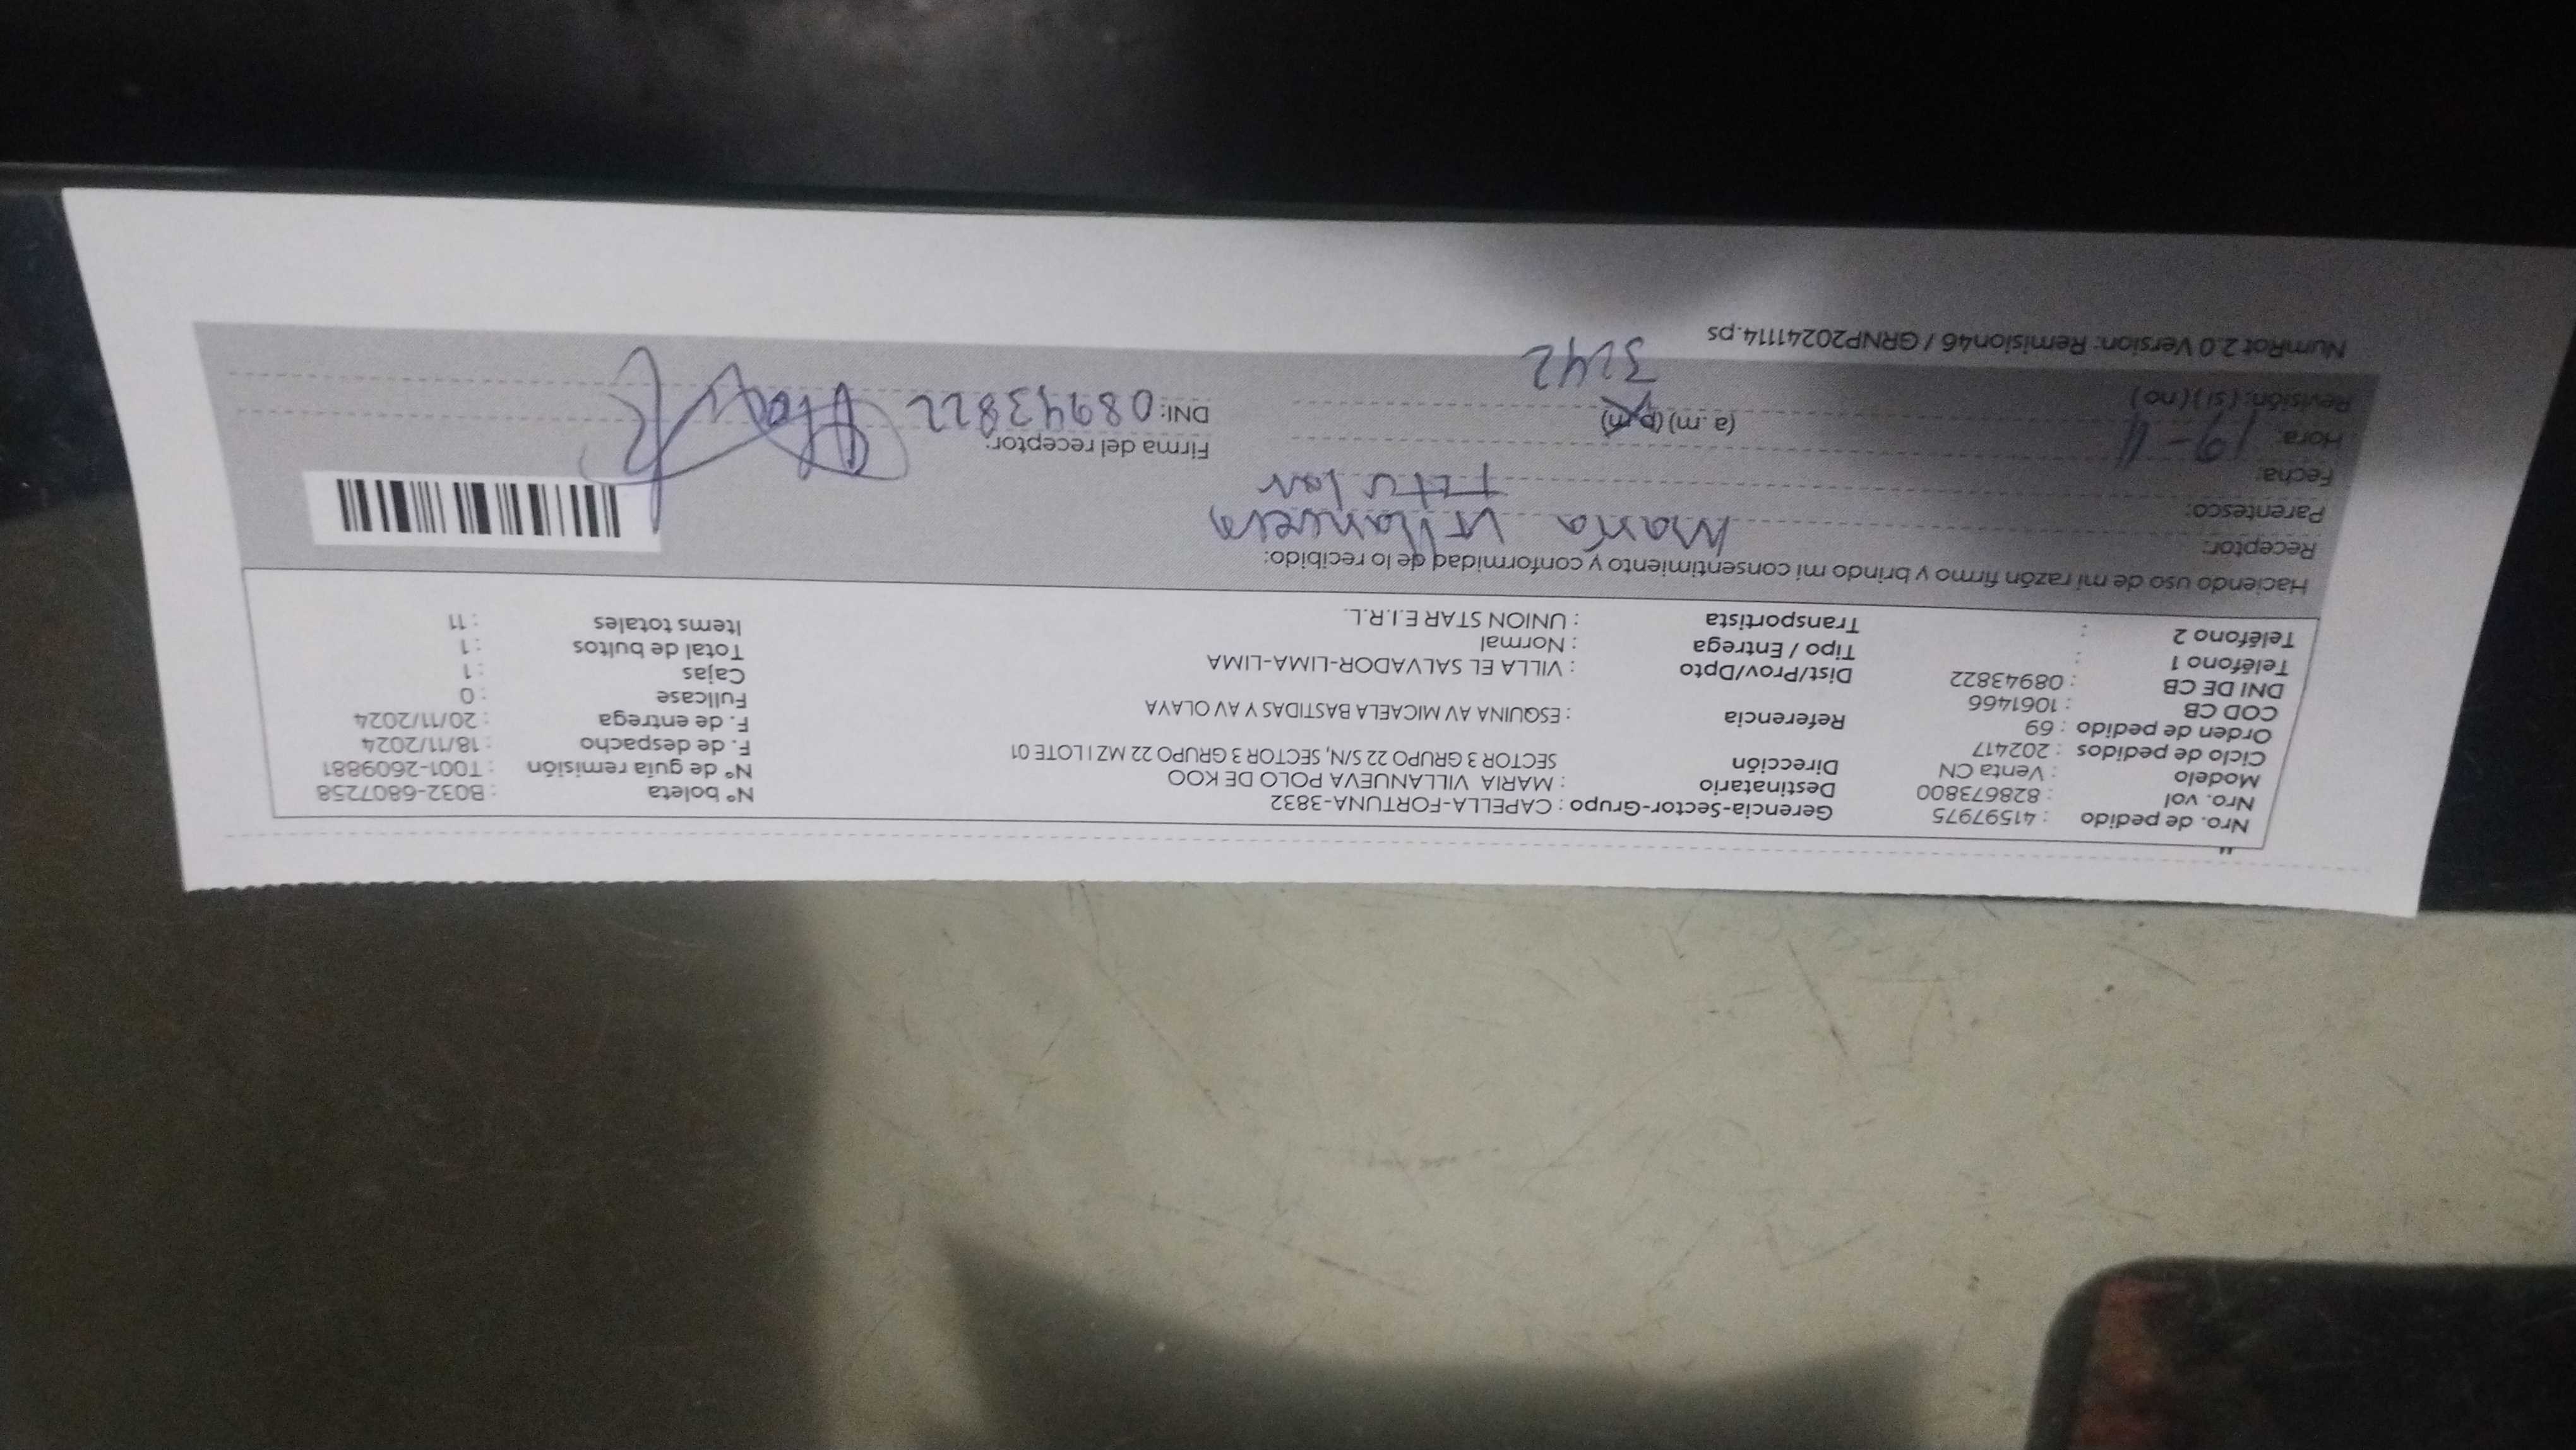 Nro. de pedido : 41597975
Nro. vol : 828673800
Modelo : Venta CN
Ciclo de pedidos : 202417
Orden de pedido : 69
COD CB : 1061466
DNI DE CB : 08943822
Teléfono 1 :
Teléfono 2 :
Gerencia-Sector-Grupo : CAPELLA-FORTUNA-3832
Destinatario : MARIA VILLANUEVA POLO DE KOO
Dirección SECTOR 3 GRUPO 22 S/N, SECTOR 3 GRUPO 22 MZ I LOTE 01
Referencia : ESQUINA AV MICAELA BASTIDAS Y AV OLAYA
Dist/Prov/Dpto : VILLA EL SALVADOR-LIMA-LIMA
Tipo / Entrega : Normal
Transportista : UNION STAR E.I.R.L.
N° boleta : B032-6807258
N° de guía remisión : T001-2609881
F. de despacho : 18/11/2024
F. de entrega : 20/11/2024
Fullcase : 0
Cajas : 1
Total de bultos : 1
Items totales : 11
Haciendo uso de mi razón firmo y brindo mi consentimiento y conformidad de lo recibido:
Receptor: Maria Villanueva
Parentesco: Titular
Fecha:
Hora: 19-11 (a.m) (p.m)
Revisión: (si) (no) 3:42
Firma del receptor:
DNI: 08943822
NumRot 2.0 Version: Remision46 / GRNP20241114.ps